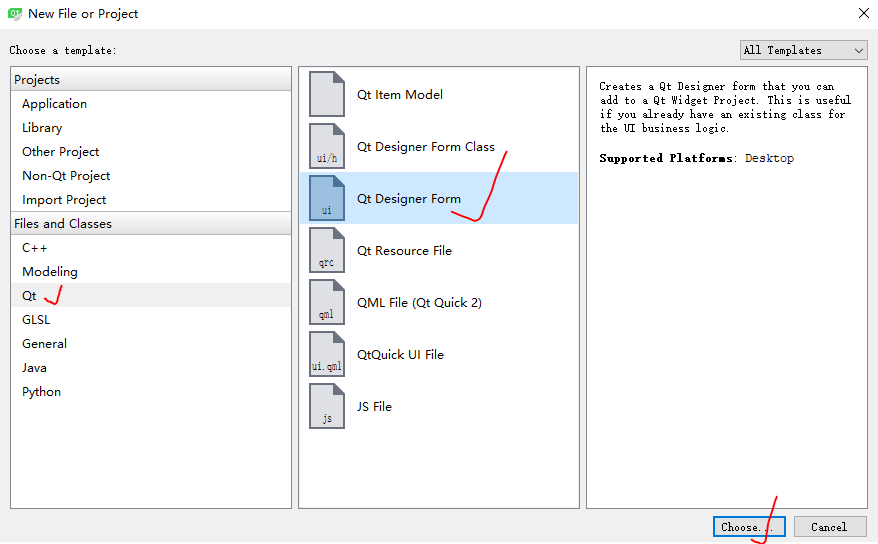 Qt New File or Project
Choose a template:
All Templates
Projects
Application
Library
Other Project
Non-Qt Project
Import Project
Files and Classes
C++
Modeling
Qt
GLSL
General
Java
Python
Qt Item Model
ui/h Qt Designer Form Class
ui Qt Designer Form
qrc Qt Resource File
qml QML File (Qt Quick 2)
ui.qml QtQuick UI File
js JS File
Creates a Qt Designer form that you can
add to a Qt Widget Project. This is useful
if you already have an existing class for
the UI business logic.
Supported Platforms: Desktop
Choose...
Cancel